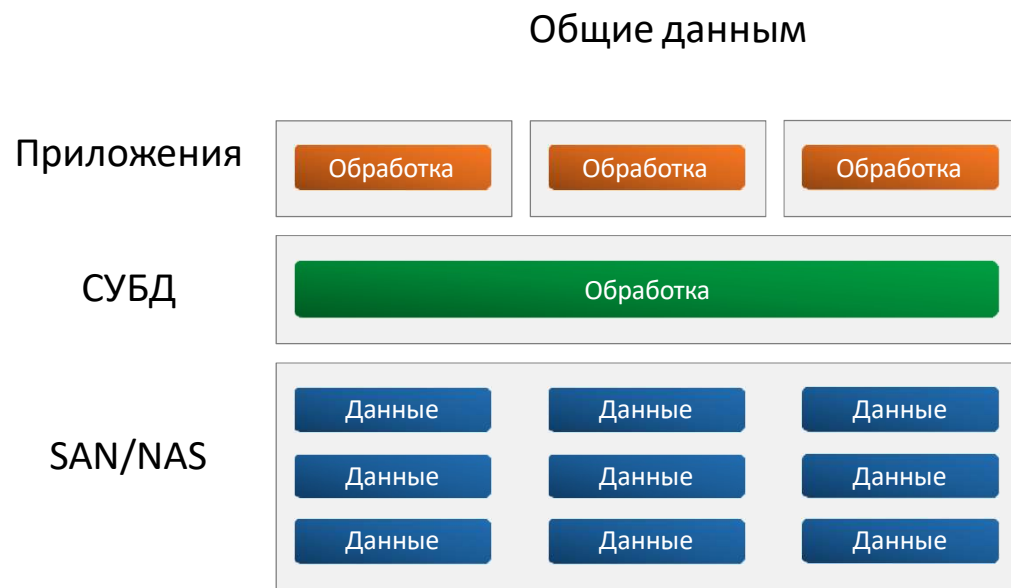 Общие данным
Приложения
Обработка Обработка Обработка
СУБД
Обработка
SAN/NAS
Данные Данные Данные
Данные Данные Данные
Данные Данные Данные